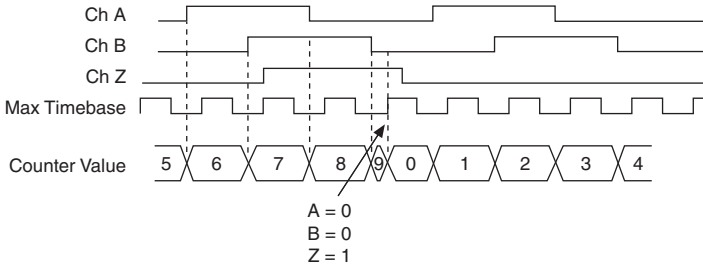 Ch A
Ch B
Ch Z
Max Timebase
Counter Value 5 6 7 8 9 0 1 2 3 4
A = 0
B = 0
Z = 1